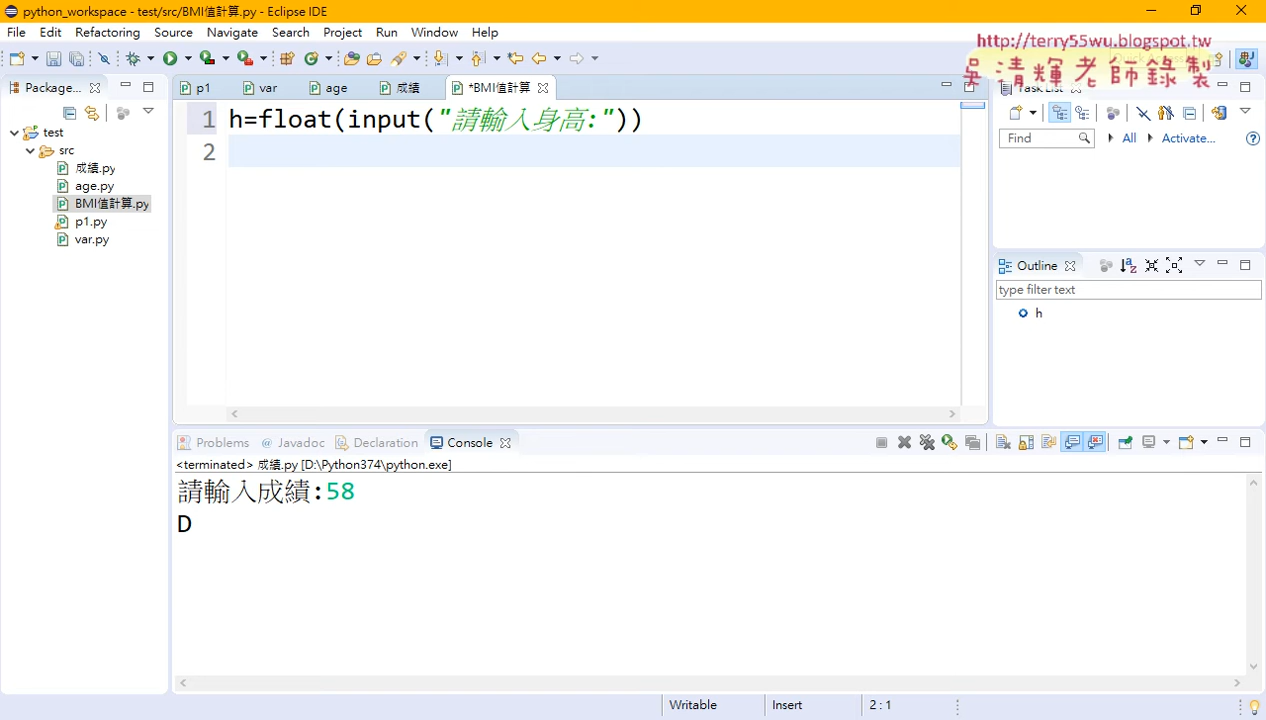 python_workspace - test/src/BMI值計算.py - Eclipse IDE
File Edit Refactoring Source Navigate Search Project Run Window Help
http://terry55wu.blogspot.tw
吳清輝老師錄製
Package...
p1 var age 成績 *BMI值計算
Task List
test
src
成績.py
age.py
BMI值計算.py
p1.py
var.py
1 h=float(input("請輸入身高:"))
2
Find All Activate...
Outline
type filter text
h
Problems Javadoc Declaration Console
<terminated> 成績.py [D:\Python374\python.exe]
請輸入成績:58
D
Writable Insert 2 : 1